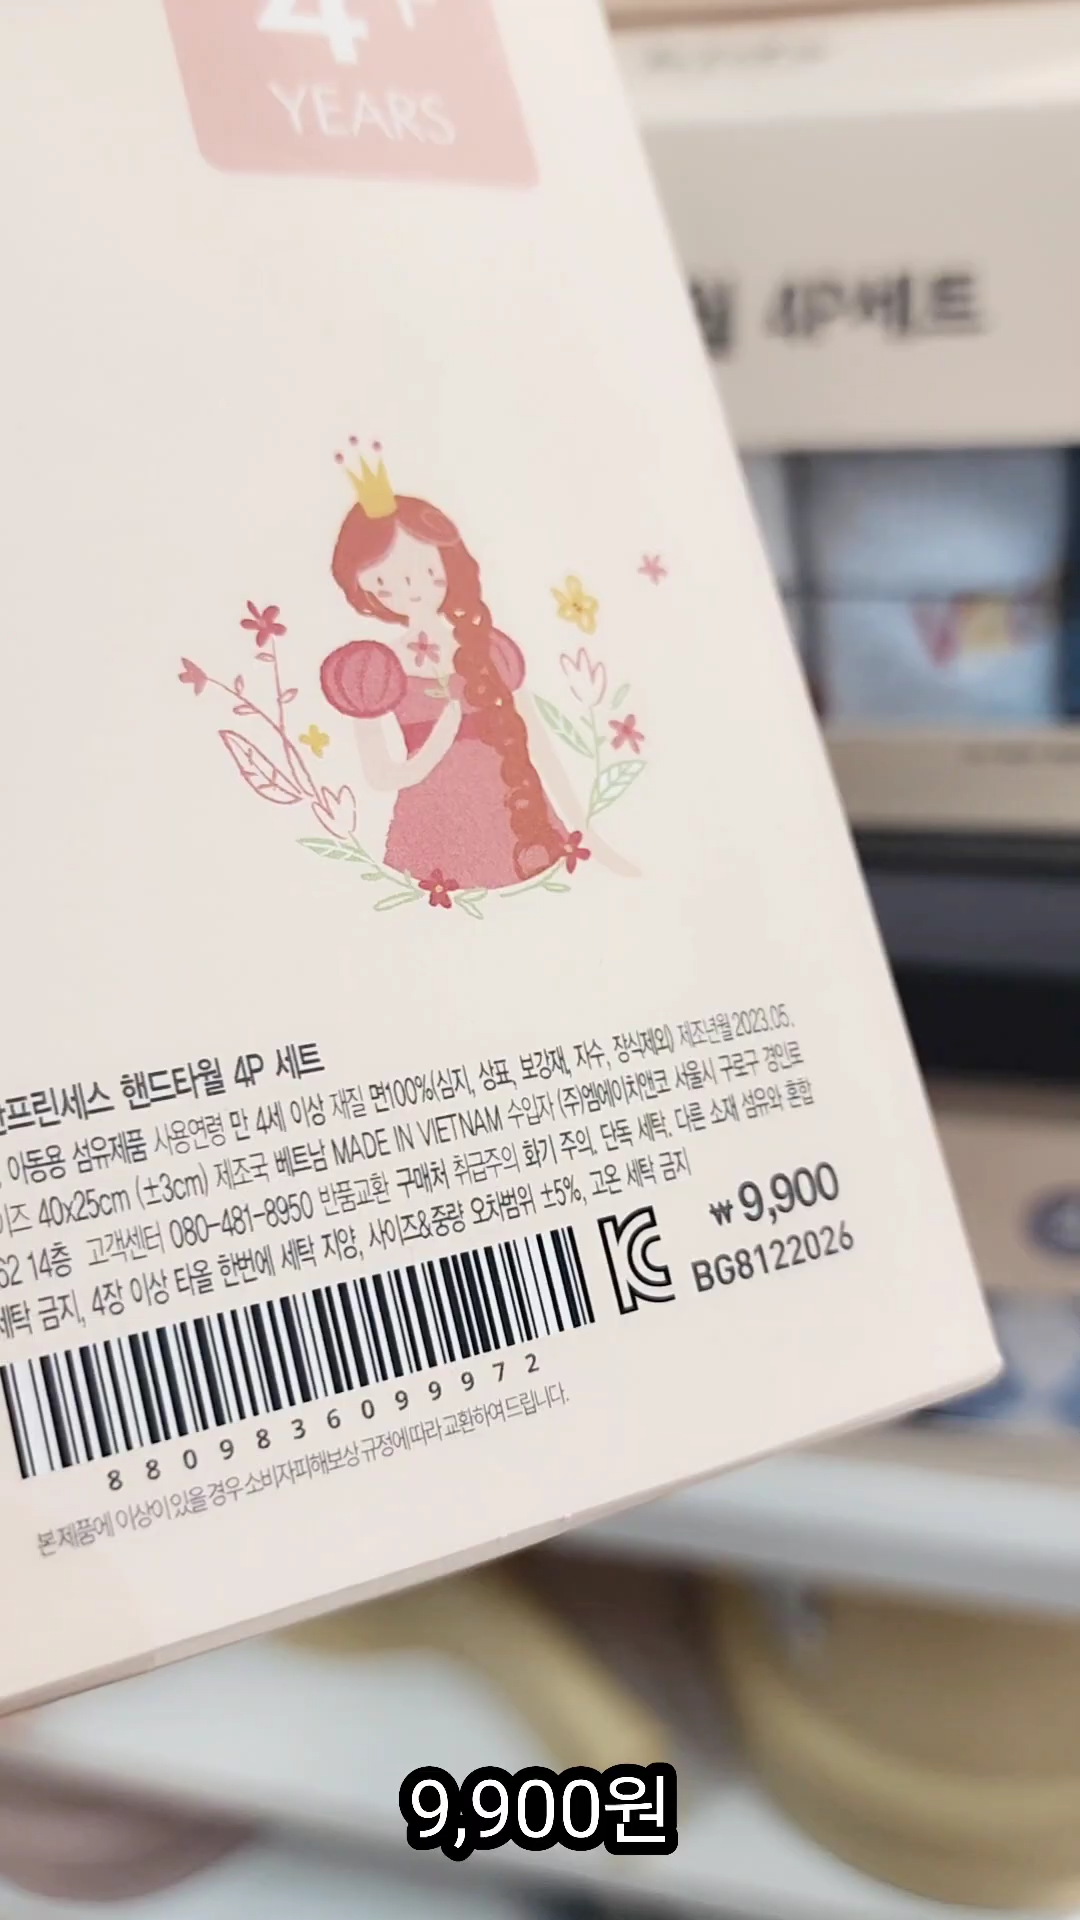 4+
YEARS
4P세트
프린세스 핸드타월 4P 세트
아동용 섬유제품 사용연령 만 4세 이상 재질 면100%(심지, 상표, 보강재, 자수, 장식제외) 제조년월 2023.05.
40x25cm (±3cm) 제조국 베트남 MADE IN VIETNAM 수입자 (주)엠에이치앤코 서울시 구로구 경인로
62 14층 고객센터 080-481-8950 반품교환 구매처 취급주의 화기 주의. 단독 세탁. 다른 소재 섬유와 혼합
세탁 금지, 4장 이상 타올 한번에 세탁 지양, 사이즈&중량 오차범위 ±5%, 고온 세탁 금지
₩9,900
BG8122026
8809836099972
본 제품에 이상이 있을 경우 소비자피해보상 규정에 따라 교환하여 드립니다.
9,900원